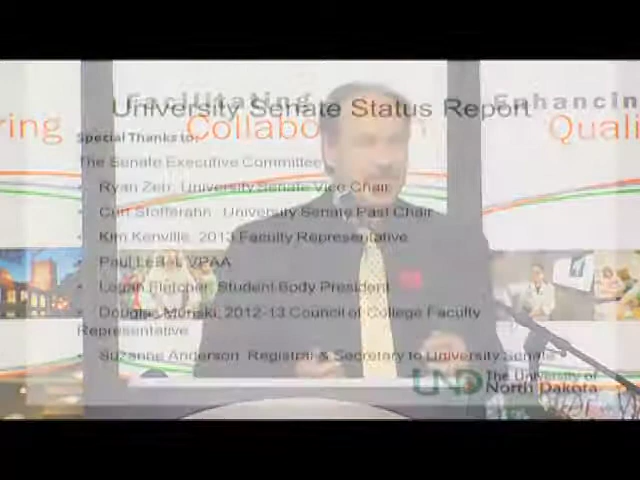 Facilitating
Enhancin
ring
Collabo
n
Quali
University Senate Status Report
Special Thanks to:
The Senate Executive Committee
• Ryan Zerr, University Senate Vice Chair
• Curt Stofferahn, University Senate Past Chair
• Kim Kenville, 2013 Faculty Representative
• Paul LeBel, VPAA
• Logan Fletcher, Student Body President
• Douglas Munski, 2012-13 Council of College Faculty
Representative
• Suzanne Anderson, Registrar & Secretary to University Senate
UND The University of
North Dakota